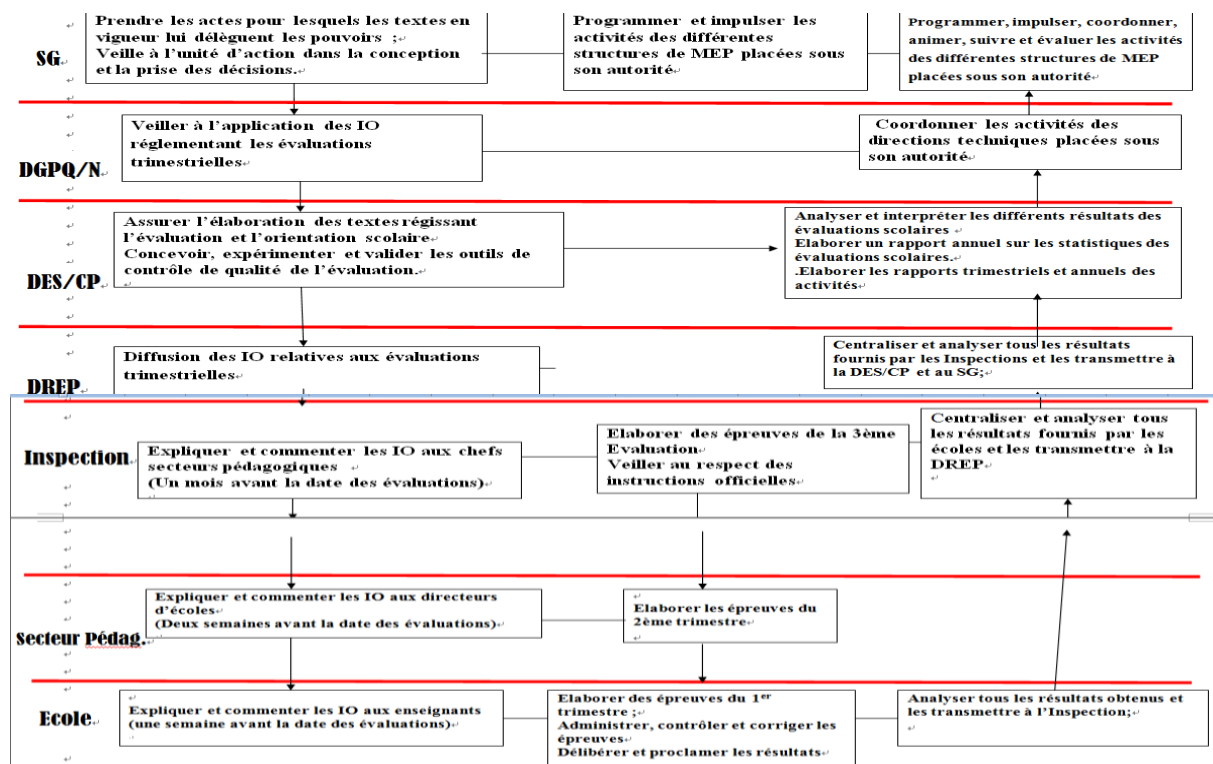 Prendre les actes pour lesquels les textes en
vigueur lui délèguent les pouvoirs ;
Veille à l'unité d'action dans la conception
et la prise des décisions.
Programmer et impulser les
activités des différentes
structures de MEP placées sous
son autorité
Programmer, impulser, coordonner,
animer, suivre et évaluer les activités
des différentes structures de MEP
placées sous son autorité
SG
Veiller à l'application des IO
réglementant les évaluations
trimestrielles
Coordonner les activités des
directions techniques placées sous
son autorité
DGPQ/N
Assurer l'élaboration des textes régissant
l'évaluation et l'orientation scolaire
Concevoir, expérimenter et valider les outils de
contrôle de qualité de l'évaluation.
Analyser et interpréter les différents résultats des
évaluations scolaires
Elaborer un rapport annuel sur les statistiques des
évaluations scolaires.
.Elaborer les rapports trimestriels et annuels des
activités
DES/CP
Diffusion des IO relatives aux évaluations
trimestrielles
Centraliser et analyser tous les résultats
fournis par les Inspections et les transmettre à
la DES/CP et au SG;
DREP
Expliquer et commenter les IO aux chefs
secteurs pédagogiques
(Un mois avant la date des évaluations)
Elaborer des épreuves de la 3ème
Evaluation
Veiller au respect des
instructions officielles
Centraliser et analyser tous
les résultats fournis par les
écoles et les transmettre à la
DREP
Inspection
Expliquer et commenter les IO aux directeurs
d'écoles
(Deux semaines avant la date des évaluations)
Elaborer les épreuves du
2ème trimestre
Secteur Pédag.
Expliquer et commenter les IO aux enseignants
(une semaine avant la date des évaluations)
Elaborer des épreuves du 1er
trimestre ;
Administrer, contrôler et corriger les
épreuves
Délibérer et proclamer les résultats
Analyser tous les résultats obtenus et
les transmettre à l'Inspection;
Ecole